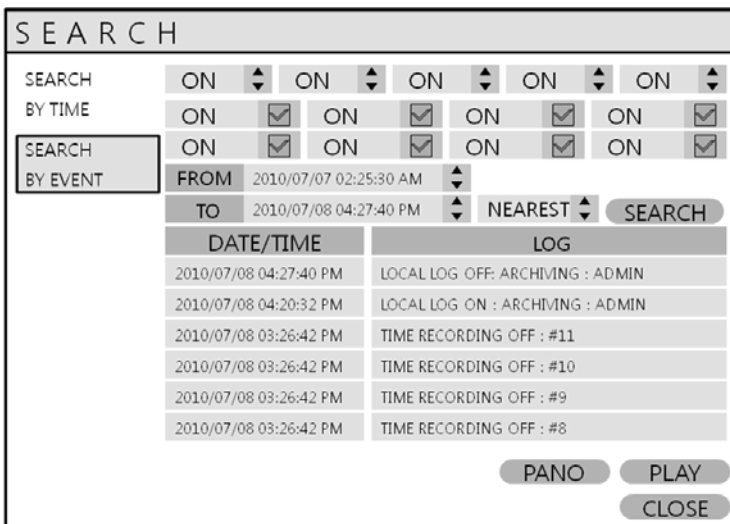 SEARCH
SEARCH BY TIME
SEARCH BY EVENT
ON ON ON ON ON
ON ON ON ON
ON ON ON ON
FROM 2010/07/07 02:25:30 AM
TO 2010/07/08 04:27:40 PM NEAREST SEARCH
DATE/TIME LOG
2010/07/08 04:27:40 PM LOCAL LOG OFF: ARCHIVING : ADMIN
2010/07/08 04:20:32 PM LOCAL LOG ON : ARCHIVING : ADMIN
2010/07/08 03:26:42 PM TIME RECORDING OFF : #11
2010/07/08 03:26:42 PM TIME RECORDING OFF : #10
2010/07/08 03:26:42 PM TIME RECORDING OFF : #9
2010/07/08 03:26:42 PM TIME RECORDING OFF : #8
PANO PLAY
CLOSE